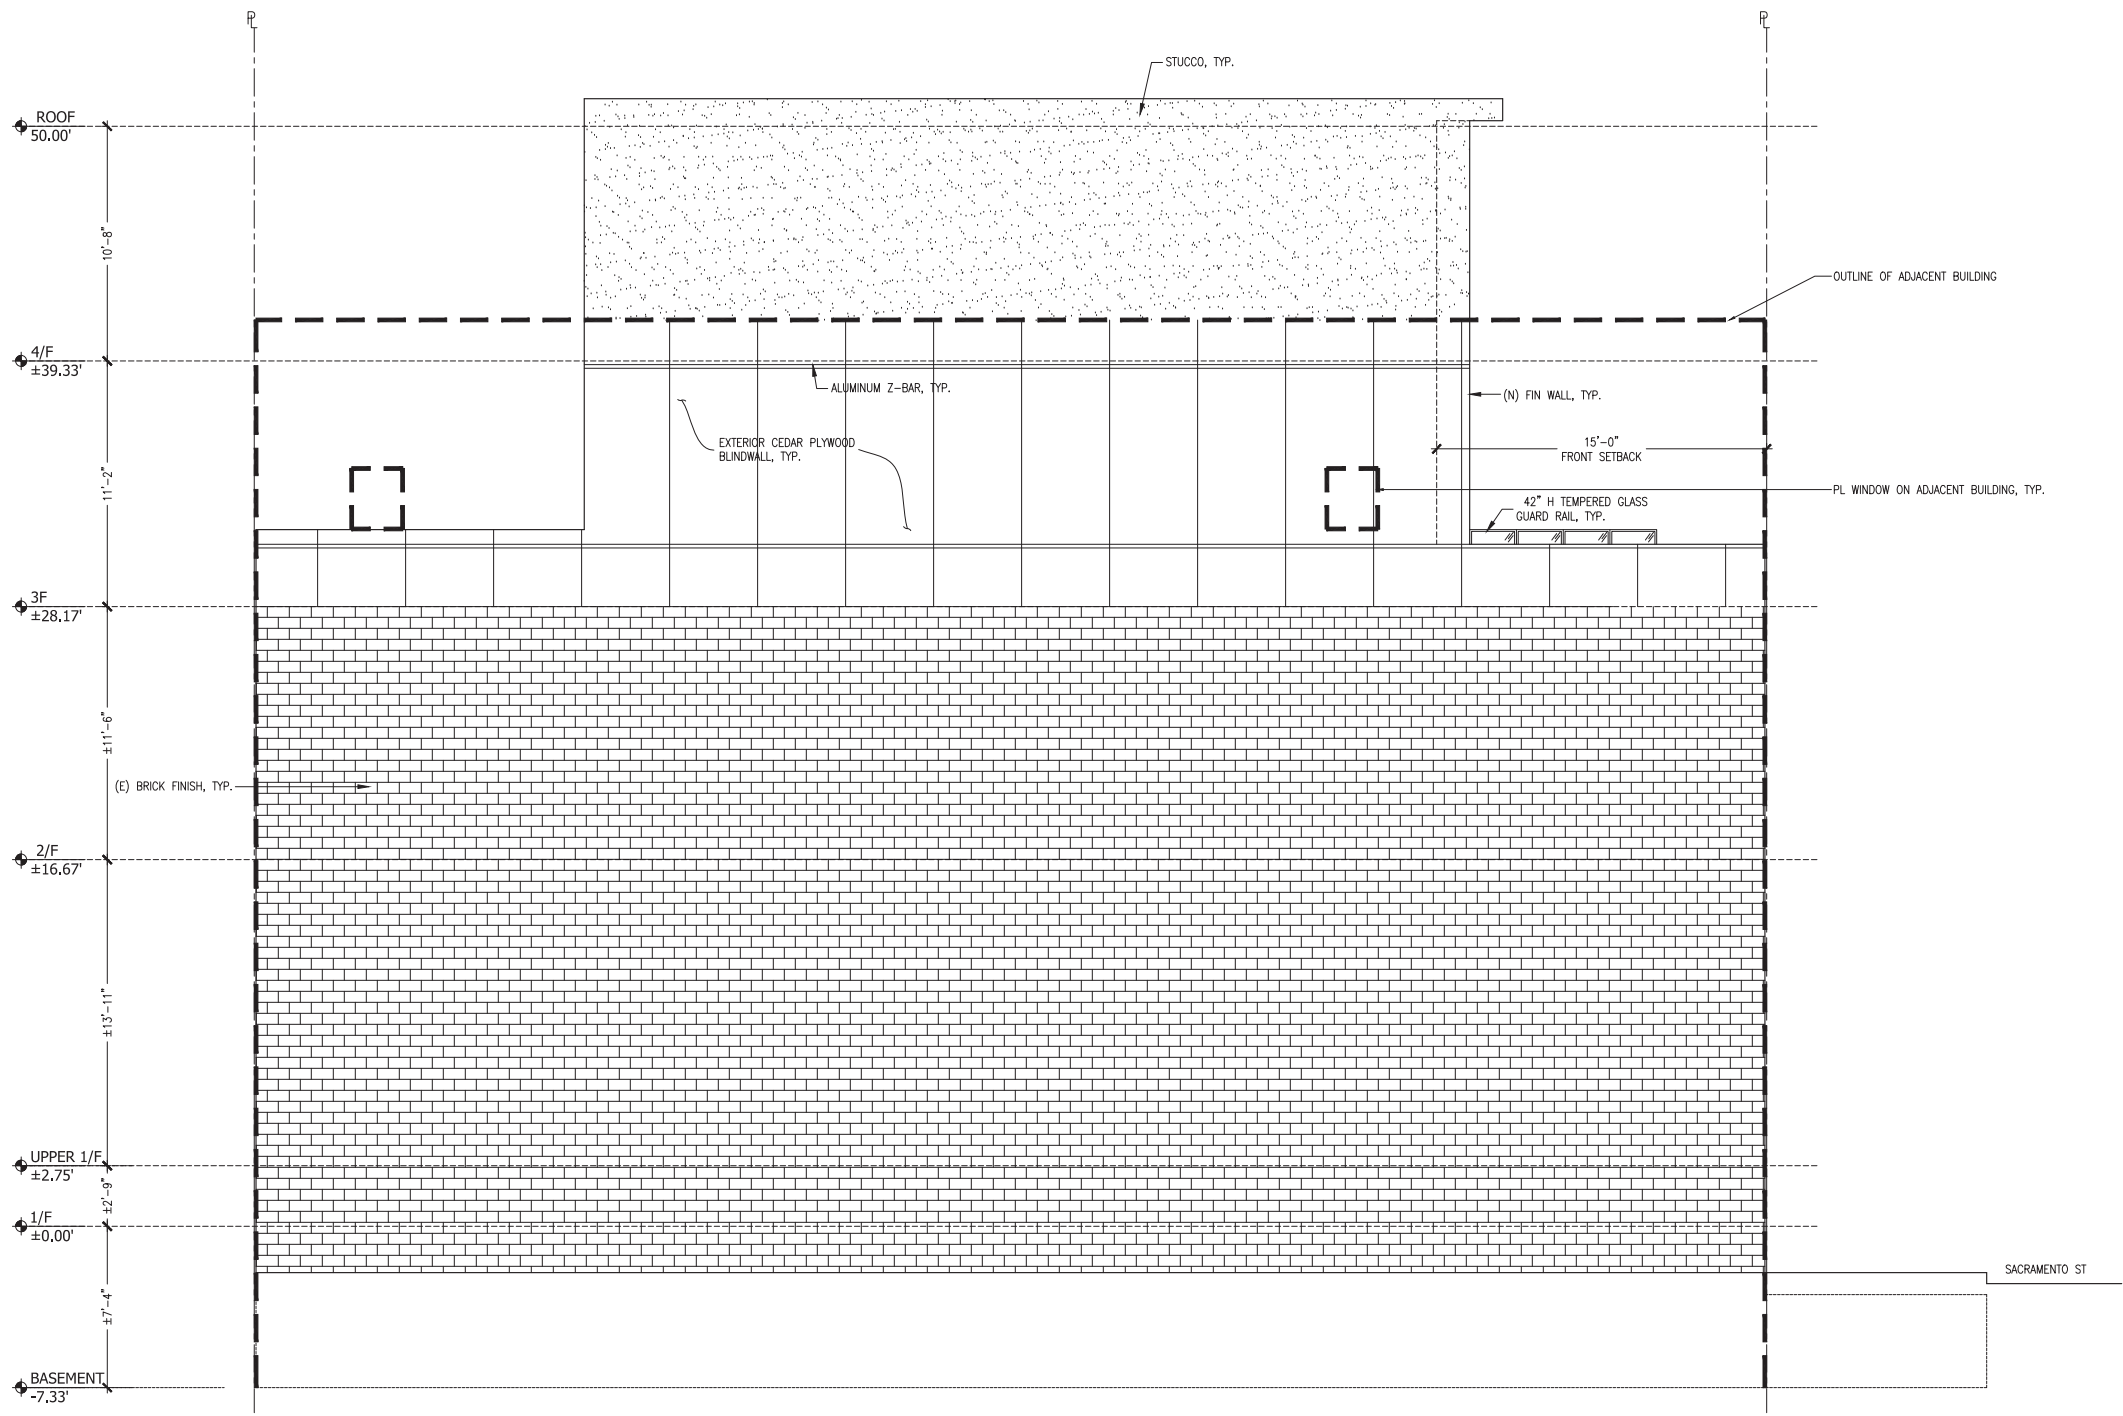 PL
PL
STUCCO, TYP.
ROOF
50.00'
10'-8"
OUTLINE OF ADJACENT BUILDING
4/F
±39.33'
ALUMINUM Z-BAR, TYP.
(N) FIN WALL, TYP.
EXTERIOR CEDAR PLYWOOD
BLINDWALL, TYP.
15'-0"
FRONT SETBACK
11'-2"
PL WINDOW ON ADJACENT BUILDING, TYP.
42" H TEMPERED GLASS
GUARD RAIL, TYP.
3F
±28.17'
±11'-6"
(E) BRICK FINISH, TYP.
2/F
±16.67'
±13'-11"
UPPER 1/F
±2.75'
±2'-9"
1/F
±0.00'
SACRAMENTO ST
±7'-4"
BASEMENT
-7.33'